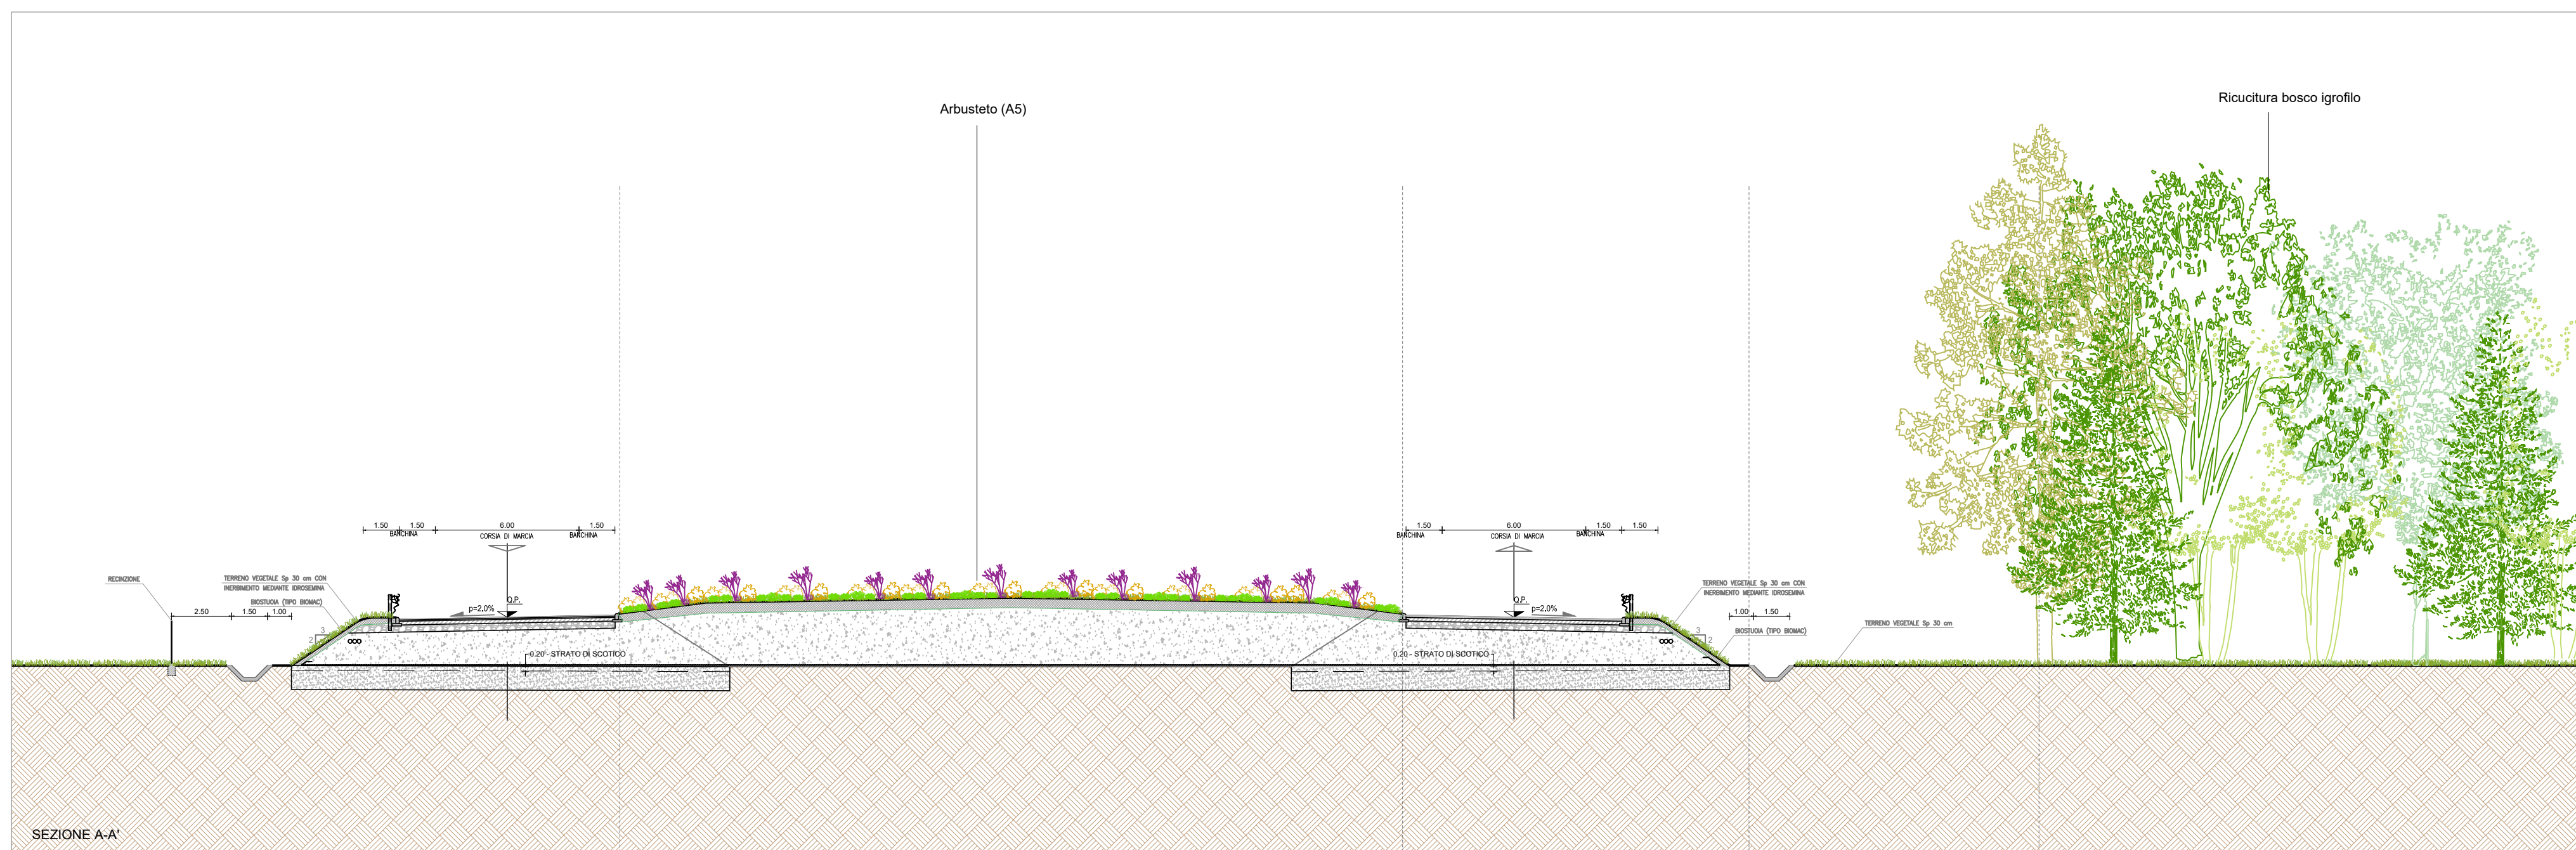 Ricucitura bosco igrofilo
Arbusteto (A5)
1.50 1.50 6.00 1.50
BANCHINA CORSIA DI MARCIA BANCHINA
1.50 6.00 1.50 1.50
BANCHINA CORSIA DI MARCIA BANCHINA
RECINZIONE
TERRENO VEGETALE Sp 30 cm CON
INERBIMENTO MEDIANTE IDROSEMINA
BIOSTUOIA (TIPO BIOMAC)
2.50 1.50 1.00
3
2
p=2.0%
Q.P.
0.20 - STRATO DI SCOTICO
Q.P.
p=2.0%
0.20 - STRATO DI SCOTICO
TERRENO VEGETALE Sp 30 cm CON
INERBIMENTO MEDIANTE IDROSEMINA
1.00 1.50
3
2
BIOSTUOIA (TIPO BIOMAC)
TERRENO VEGETALE Sp 30 cm
SEZIONE A-A'